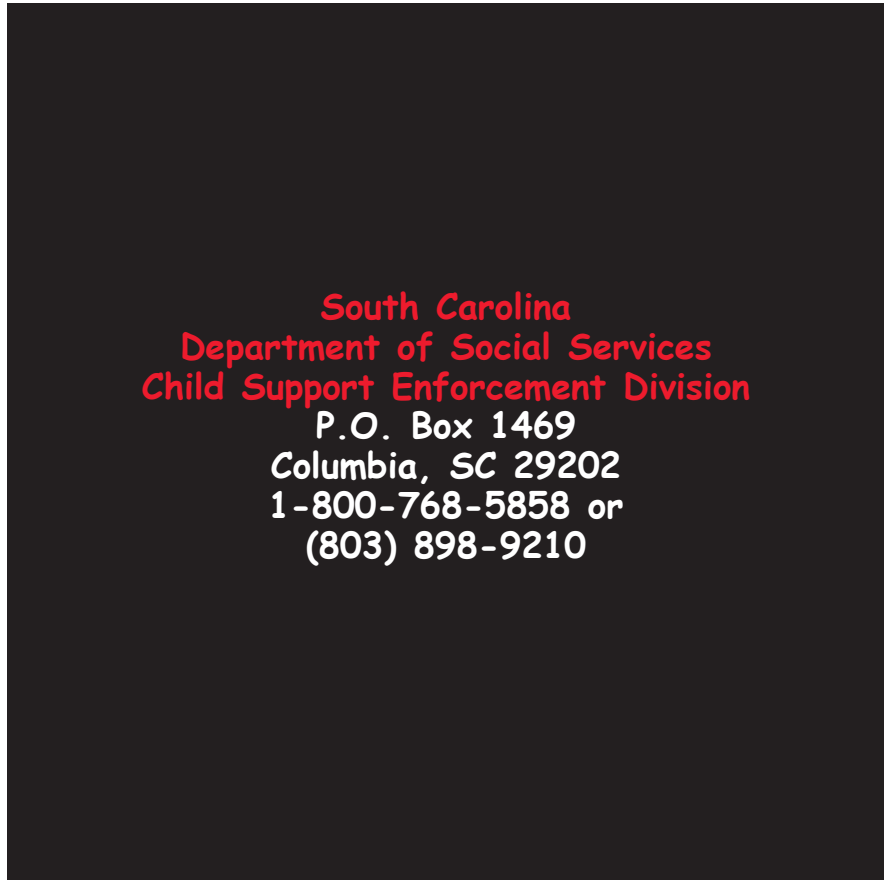 South Carolina
Department of Social Services
Child Support Enforcement Division
P.O. Box 1469
Columbia, SC 29202
1-800-768-5858 or
(803) 898-9210